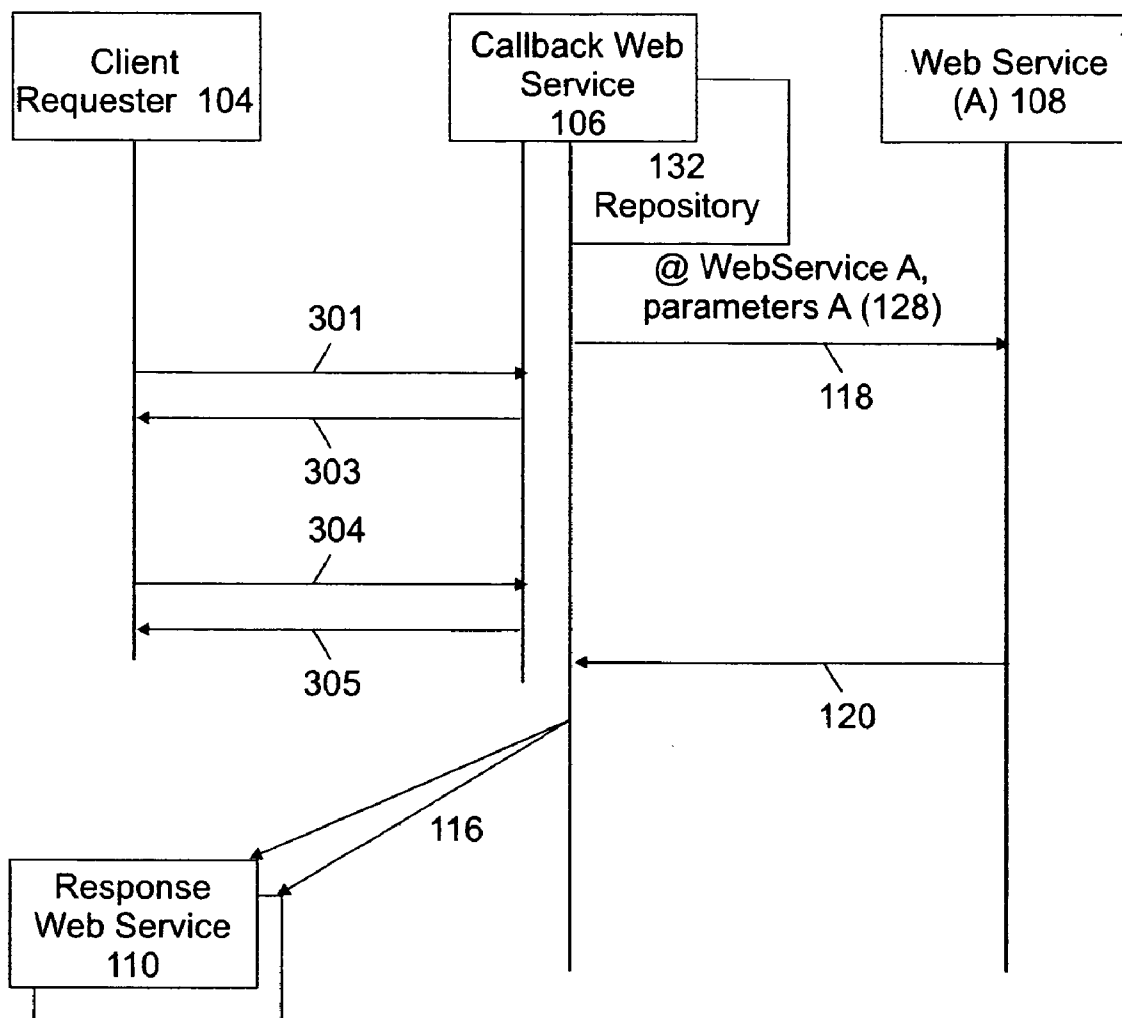 Client
Requester 104
Callback Web
Service
106
Web Service
(A) 108
132
Repository
@ WebService A,
parameters A (128)
301
118
303
304
305
120
116
Response
Web Service
110